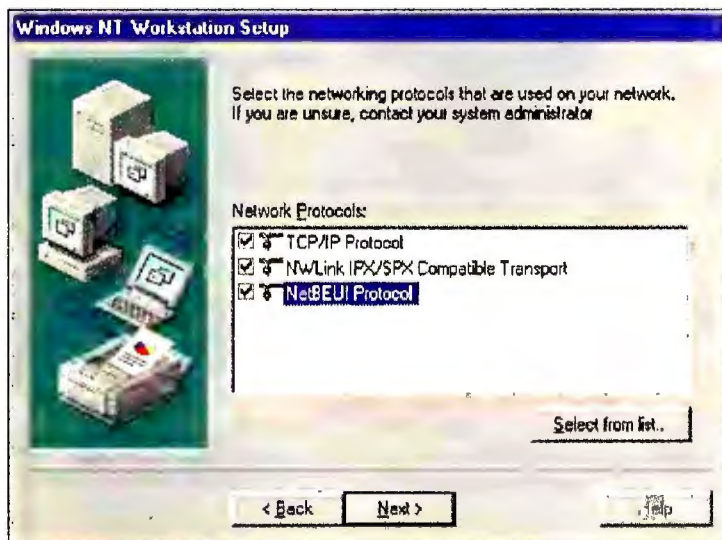 Windows NT Workstation Setup
Select the networking protocols that are used on your network.
If you are unsure, contact your system administrator
Network Protocols:
TCP/IP Protocol
NWLink IPX/SPX Compatible Transport
NetBEUI Protocol
Select from list..
< Back
Next >
Help